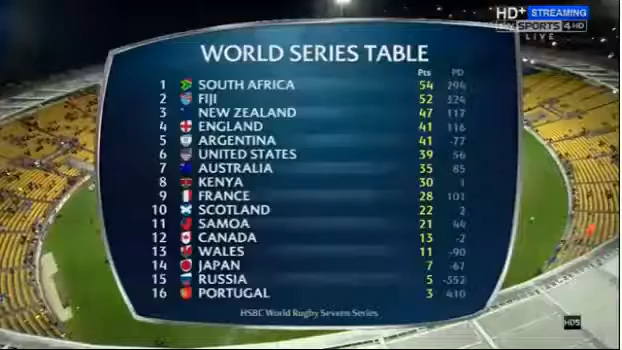 HD+ STREAMING
SPORTS 4 HD
LIVE
WORLD SERIES TABLE
Pts PD
1 SOUTH AFRICA 54 294
2 FIJI 52 324
3 NEW ZEALAND 47 117
4 ENGLAND 41 116
5 ARGENTINA 41 -77
6 UNITED STATES 39 56
7 AUSTRALIA 35 85
8 KENYA 30 1
9 FRANCE 28 101
10 SCOTLAND 22 2
11 SAMOA 21 44
12 CANADA 13 -2
13 WALES 11 -90
14 JAPAN 7 -67
15 RUSSIA 5 -352
16 PORTUGAL 3 -410
HSBC World Rugby Sevens Series